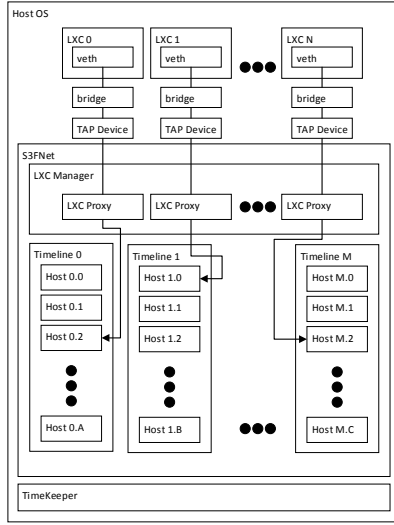 Host OS
LXC 0
LXC 1
LXC N
veth
veth
veth
bridge
bridge
bridge
TAP Device
TAP Device
TAP Device
S3FNet
LXC Manager
LXC Proxy
LXC Proxy
LXC Proxy
Timeline 0
Timeline 1
Timeline M
Host 0.0
Host 1.0
Host M.0
Host 0.1
Host 1.1
Host M.1
Host 0.2
Host 1.2
Host M.2
Host 0.A
Host 1.B
Host M.C
TimeKeeper